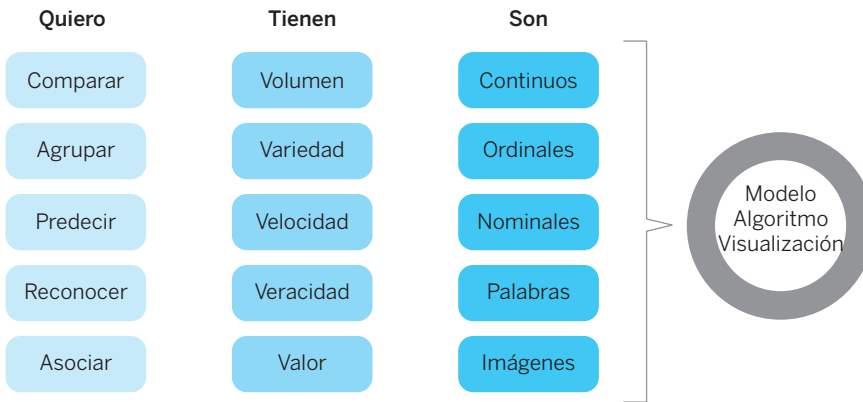 Quiero Tienen Son
Comparar Volumen Continuos
Agrupar Variedad Ordinales
Predecir Velocidad Nominales
Reconocer Veracidad Palabras
Asociar Valor Imágenes
Modelo
Algoritmo
Visualización